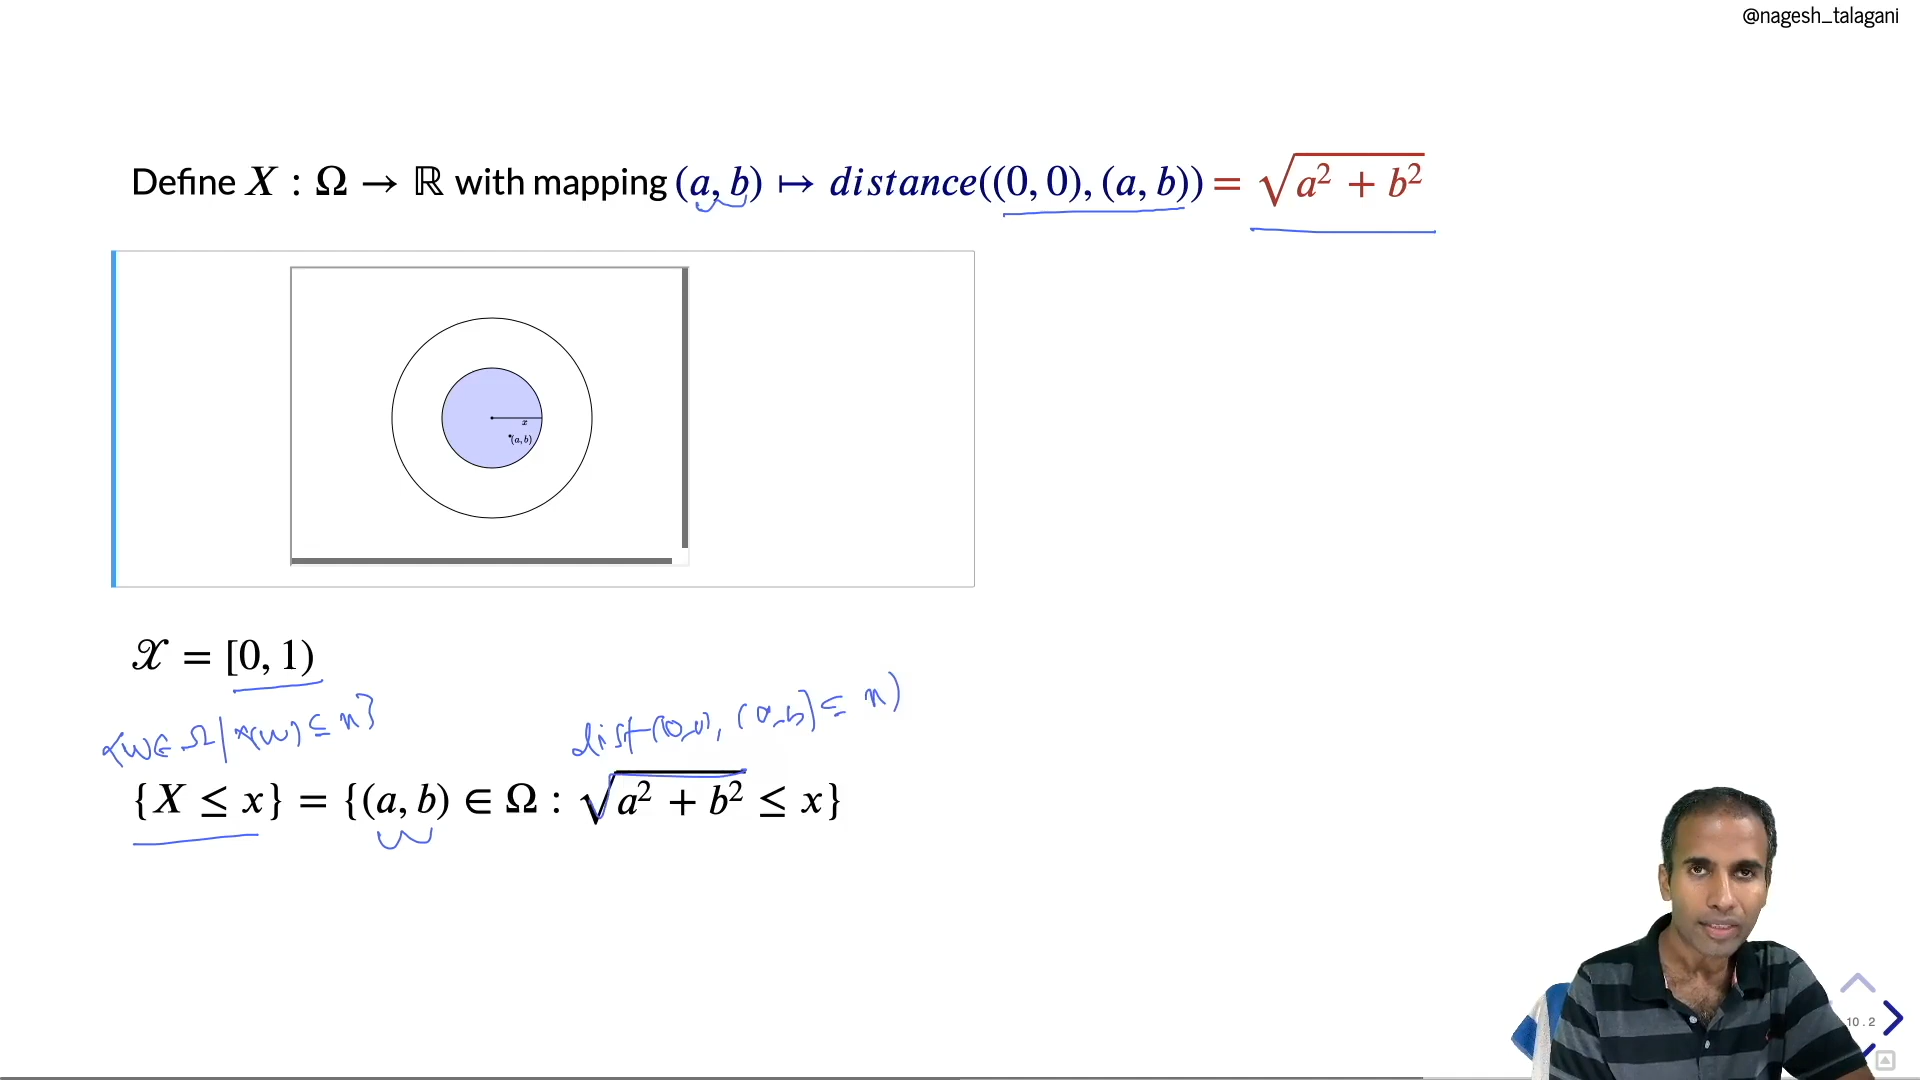 @nagesh_talagani
Define X : Ω → ℝ with mapping (a, b) ↦ distance((0, 0), (a, b)) = √(a² + b²)
x
(a, b)
𝒳 = [0, 1)
{w ∈ Ω | X(w) ≤ x}
dist((0,0), (a,b) ≤ x)
{X ≤ x} = {(a, b) ∈ Ω : √(a² + b²) ≤ x}
10.2